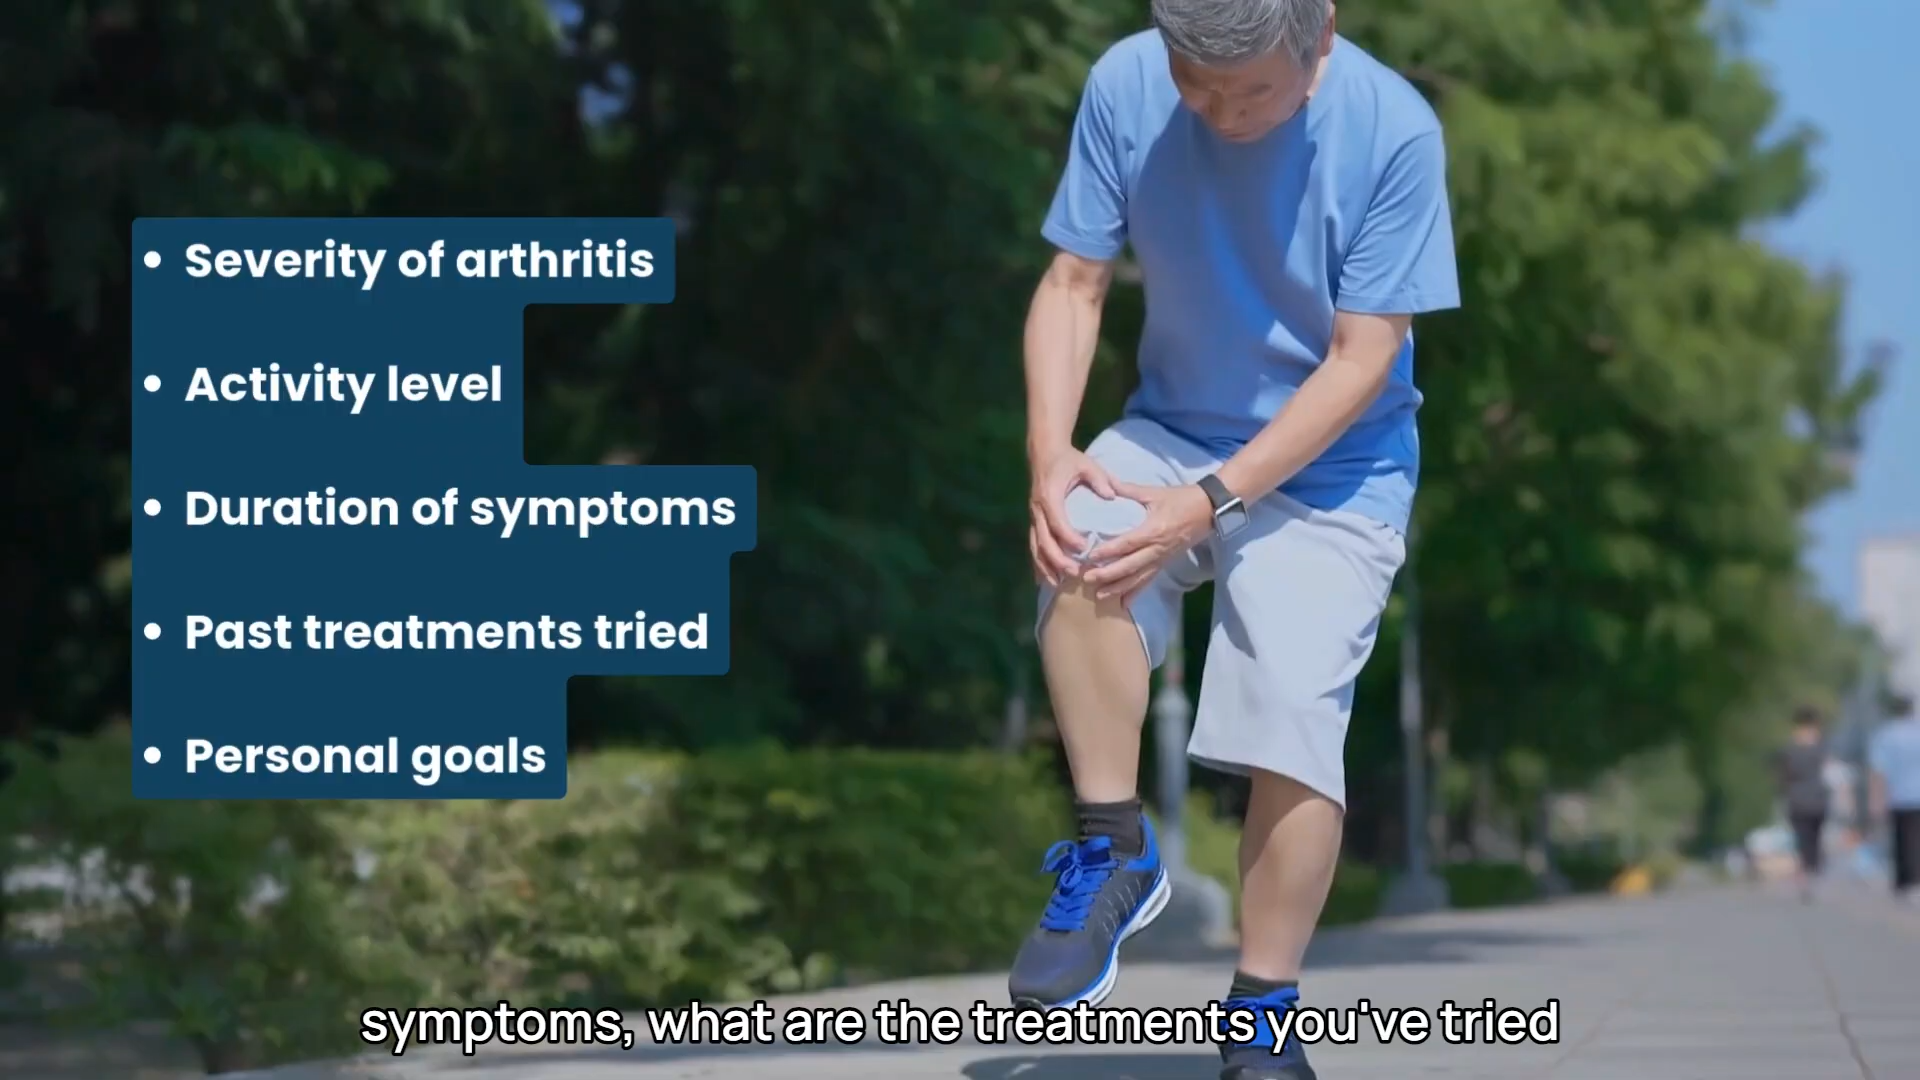 • Severity of arthritis
• Activity level
• Duration of symptoms
• Past treatments tried
• Personal goals
symptoms, what are the treatments you've tried